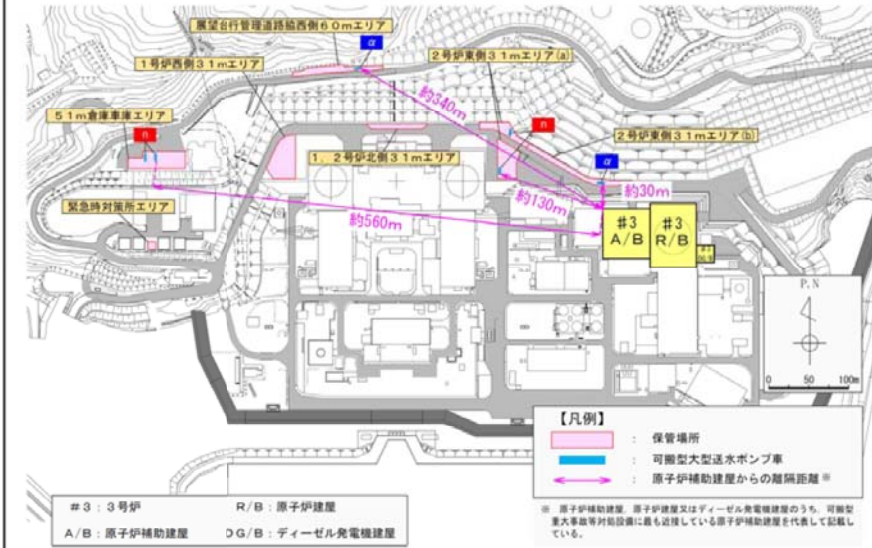 展望台行管理道路脇西側60mエリア
α
1号炉西側31mエリア
2号炉東側31mエリア(a)
51m倉庫車庫エリア
約340m
n
n
2号炉東側31mエリア(b)
1、2号炉北側31mエリア
α
緊急時対策所エリア
約130m
約30m
約560m
#3
A/B
#3
R/B
P.N
0 50 100m
【凡例】
: 保管場所
: 可搬型大型送水ポンプ車
: 原子炉補助建屋からの離隔距離※
#3:3号炉
R/B:原子炉建屋
A/B:原子炉補助建屋
DG/B:ディーゼル発電機建屋
※ 原子炉補助建屋、原子炉建屋又はディーゼル発電機建屋のうち、可搬型
重大事故等対処設備に最も近接している原子炉補助建屋を代表して記載し
ている。